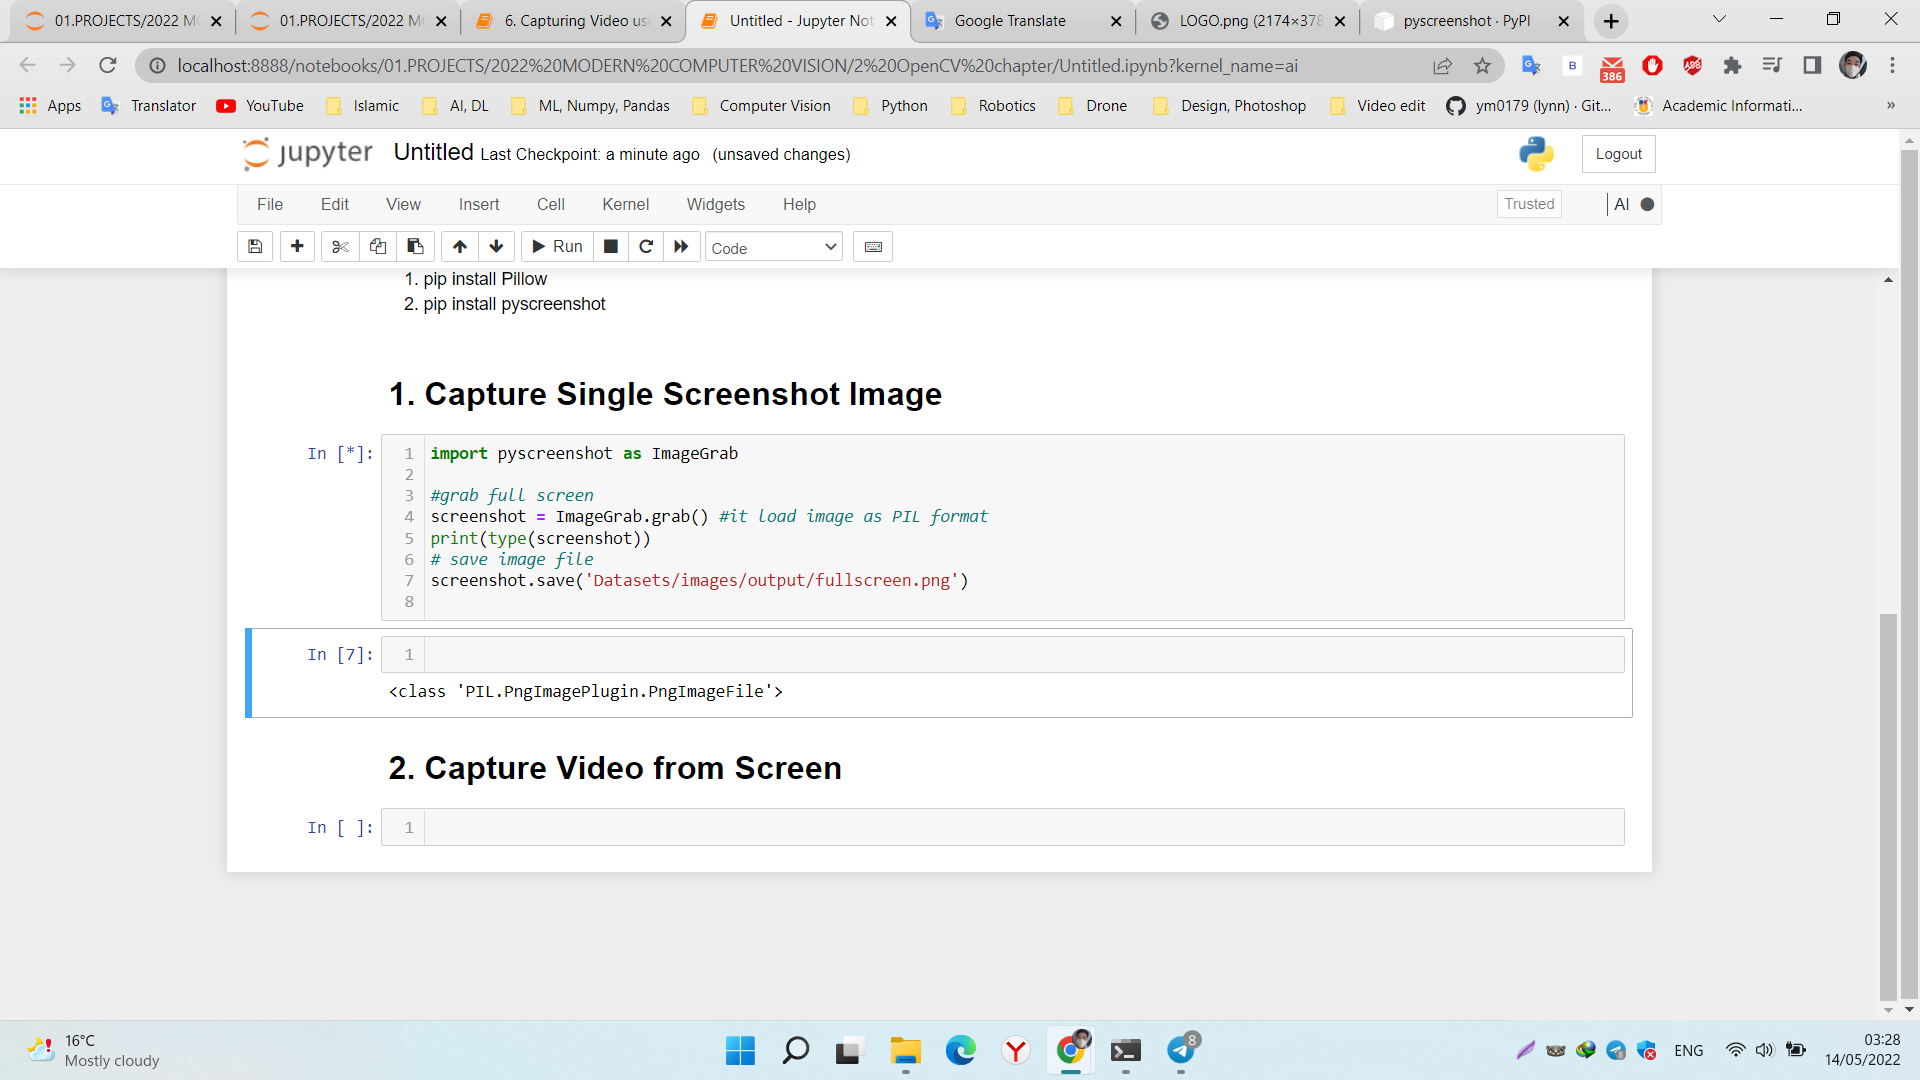 01.PROJECTS/2022 M
01.PROJECTS/2022 M
6. Capturing Video us
Untitled - Jupyter Not
Google Translate
LOGO.png (2174×378
pyscreenshot · PyPI
localhost:8888/notebooks/01.PROJECTS/2022%20MODERN%20COMPUTER%20VISION/2%20OpenCV%20chapter/Untitled.ipynb?kernel_name=ai
B
386
ABP
Apps
Translator
YouTube
Islamic
AI, DL
ML, Numpy, Pandas
Computer Vision
Python
Robotics
Drone
Design, Photoshop
Video edit
ym0179 (lynn) · Git...
Academic Informati...
»
jupyter Untitled Last Checkpoint: a minute ago (unsaved changes)
Logout
File Edit View Insert Cell Kernel Widgets Help
Trusted
AI
Run
Code
1. pip install Pillow
2. pip install pyscreenshot
1. Capture Single Screenshot Image
In [*]:
1 import pyscreenshot as ImageGrab
2
3 #grab full screen
4 screenshot = ImageGrab.grab() #it load image as PIL format
5 print(type(screenshot))
6 # save image file
7 screenshot.save('Datasets/images/output/fullscreen.png')
8
In [7]: 1
<class 'PIL.PngImagePlugin.PngImageFile'>
2. Capture Video from Screen
In [ ]: 1
16°C
Mostly cloudy
8
ENG
03:28
14/05/2022